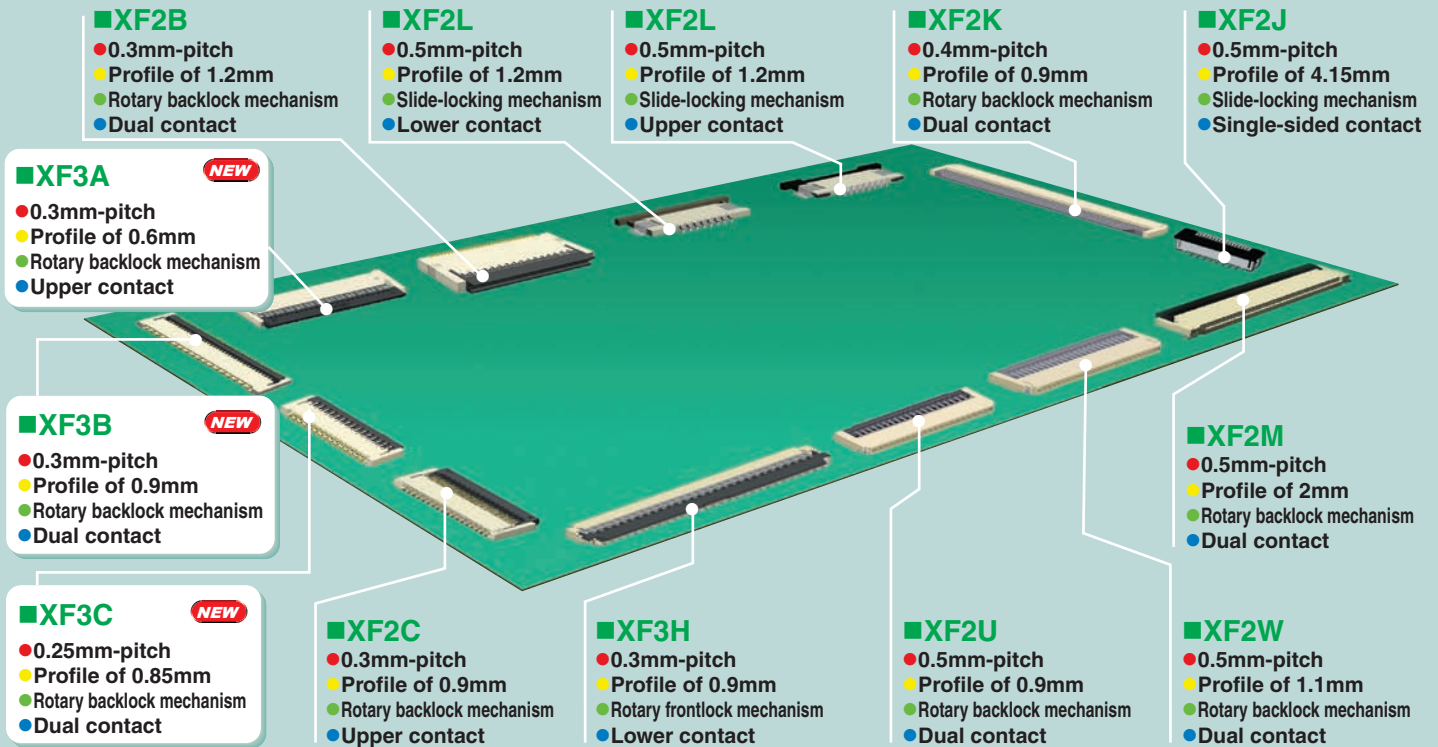 ■XF2B
●0.3mm-pitch
●Profile of 1.2mm
●Rotary backlock mechanism
●Dual contact
■XF2L
●0.5mm-pitch
●Profile of 1.2mm
●Slide-locking mechanism
●Lower contact
■XF2L
●0.5mm-pitch
●Profile of 1.2mm
●Slide-locking mechanism
●Upper contact
■XF2K
●0.4mm-pitch
●Profile of 0.9mm
●Rotary backlock mechanism
●Dual contact
■XF2J
●0.5mm-pitch
●Profile of 4.15mm
●Slide-locking mechanism
●Single-sided contact
■XF3A NEW
●0.3mm-pitch
●Profile of 0.6mm
●Rotary backlock mechanism
●Upper contact
■XF3B NEW
●0.3mm-pitch
●Profile of 0.9mm
●Rotary backlock mechanism
●Dual contact
■XF2M
●0.5mm-pitch
●Profile of 2mm
●Rotary backlock mechanism
●Dual contact
■XF3C NEW
●0.25mm-pitch
●Profile of 0.85mm
●Rotary backlock mechanism
●Dual contact
■XF2C
●0.3mm-pitch
●Profile of 0.9mm
●Rotary backlock mechanism
●Upper contact
■XF3H
●0.3mm-pitch
●Profile of 0.9mm
●Rotary frontlock mechanism
●Lower contact
■XF2U
●0.5mm-pitch
●Profile of 0.9mm
●Rotary backlock mechanism
●Dual contact
■XF2W
●0.5mm-pitch
●Profile of 1.1mm
●Rotary backlock mechanism
●Dual contact